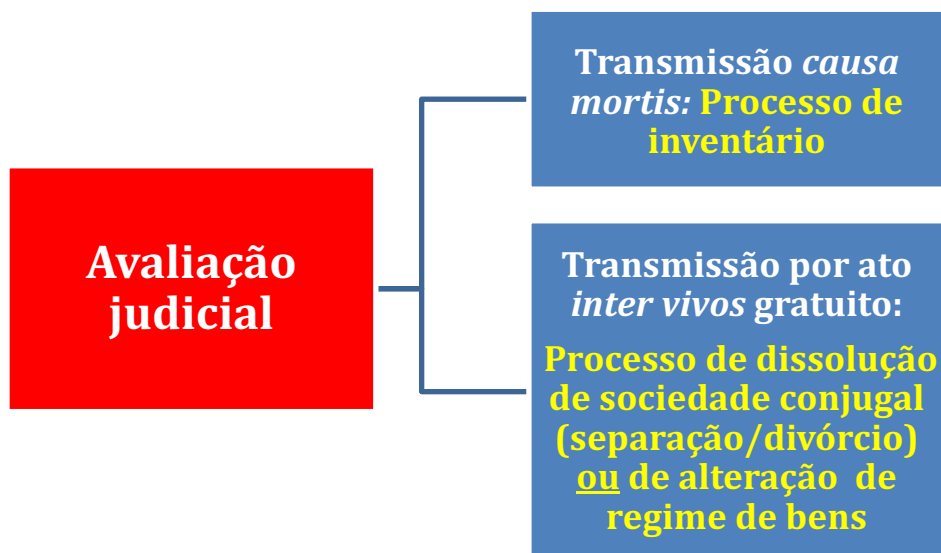 Avaliação
judicial
Transmissão causa
mortis: Processo de
inventário
Transmissão por ato
inter vivos gratuito:
Processo de dissolução
de sociedade conjugal
(separação/divórcio)
ou de alteração de
regime de bens